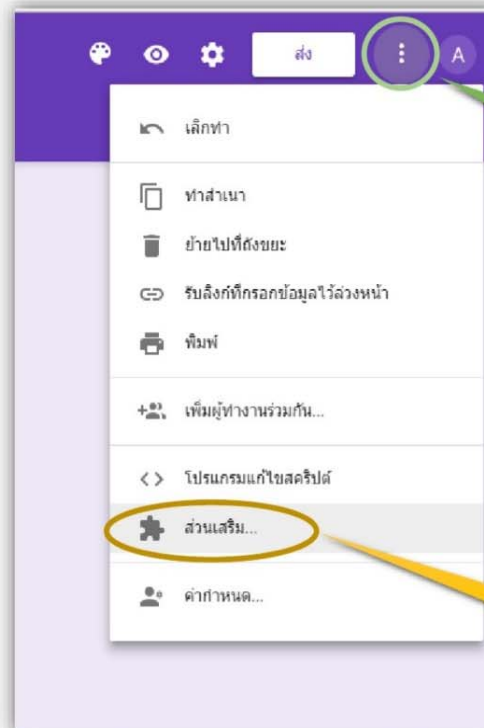 ส่ง
A
เลิกทำ
ทำสำเนา
ย้ายไปที่ถังขยะ
รับลิงก์ที่กรอกข้อมูลไว้ล่วงหน้า
พิมพ์
เพิ่มผู้ทำงานร่วมกัน...
โปรแกรมแก้ไขสคริปต์
ส่วนเสริม...
ค่ากำหนด...